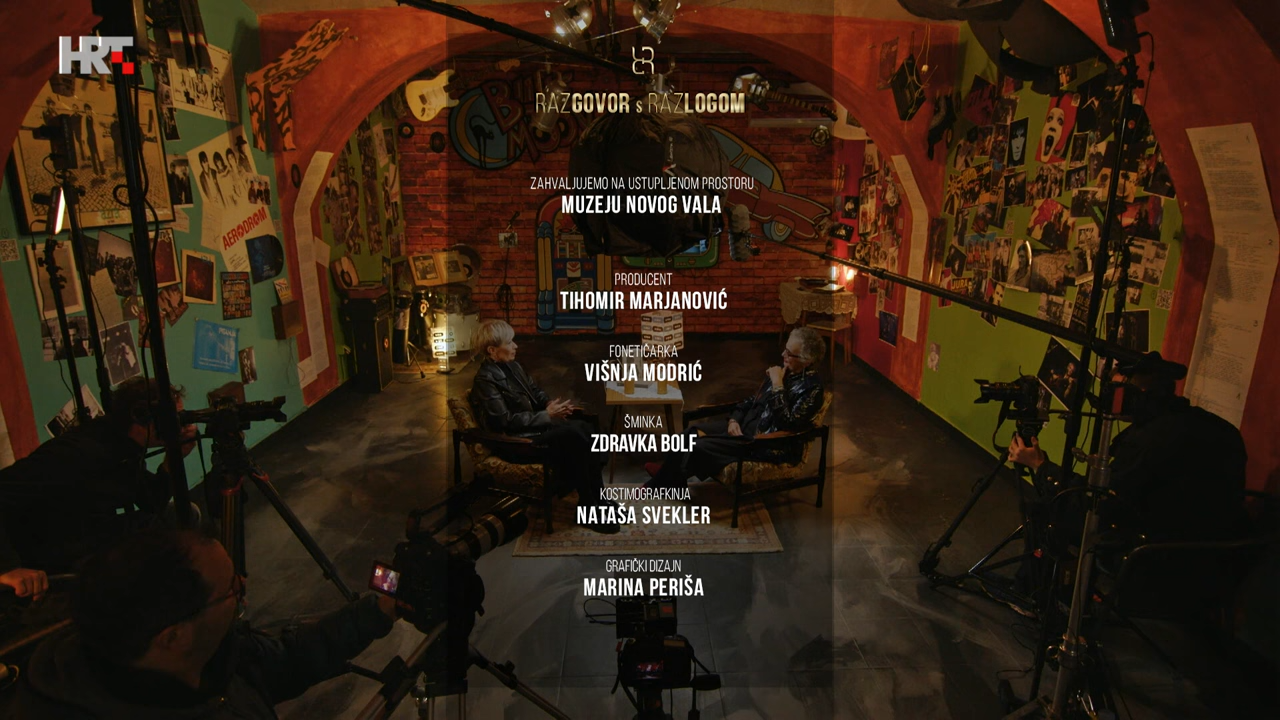 HRT
RAZGOVOR s RAZLOGOM
ZAHVALJUJEMO NA USTUPLJENOM PROSTORU
MUZEJU NOVOG VALA
AERODROM
PRODUCENT
TIHOMIR MARJANOVIĆ
FONETIČARKA
VIŠNJA MODRIĆ
ŠMINKA
ZDRAVKA BOLF
KOSTIMOGRAFKINJA
NATAŠA SVEKLER
GRAFIČKI DIZAJN
MARINA PERIŠA